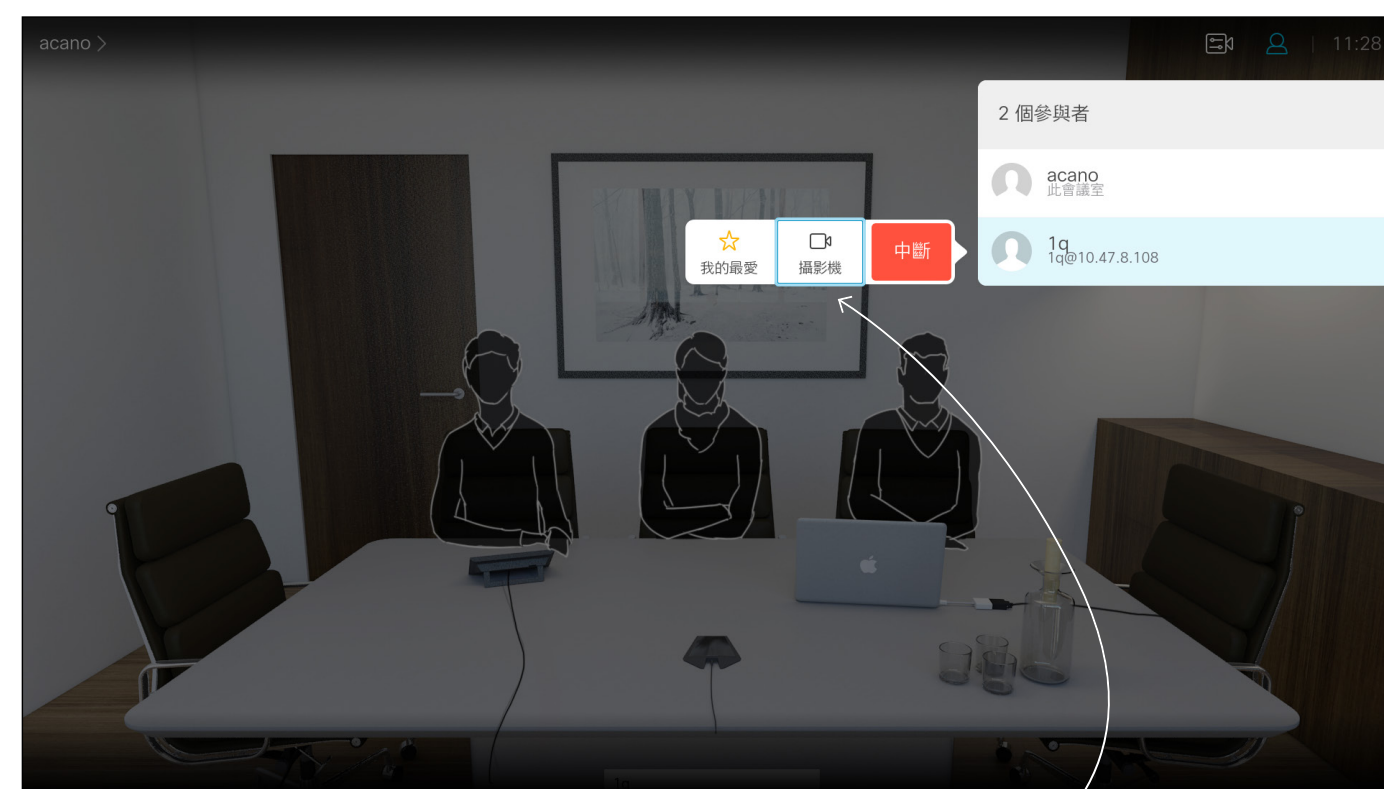 acano >
11:28
2 個參與者
acano
此會議室
1q
1q@10.47.8.108
我的最愛
攝影機
中斷
1q